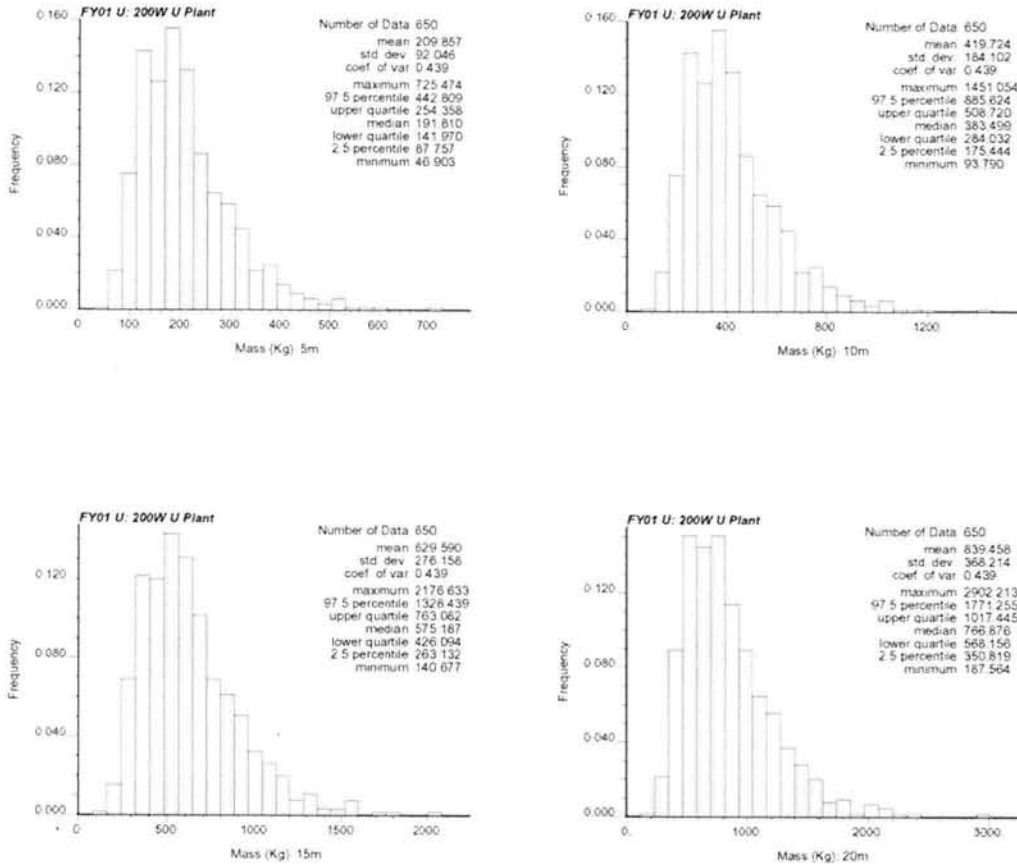 FY01 U: 200W U Plant
0.160
0.120
0.080
0.040
0.000
Frequency
Number of Data 650
mean 209.857
std. dev. 92.046
coef. of var 0.439
maximum 725.474
97.5 percentile 442.809
upper quartile 254.358
median 191.810
lower quartile 141.970
2.5 percentile 87.757
minimum 46.903
0 100 200 300 400 500 600 700
Mass (Kg) 5m
FY01 U: 200W U Plant
0.160
0.120
0.080
0.040
0.000
Frequency
Number of Data 650
mean 419.724
std. dev. 184.102
coef. of var 0.439
maximum 1451.054
97.5 percentile 885.624
upper quartile 508.720
median 383.499
lower quartile 284.032
2.5 percentile 175.444
minimum 93.790
0. 400 800 1200
Mass (Kg) 10m
FY01 U: 200W U Plant
0.120
0.080
0.040
0.000
Frequency
Number of Data 650
mean 629.590
std. dev. 276.158
coef. of var 0.439
maximum 2176.633
97.5 percentile 1328.439
upper quartile 763.082
median 575.187
lower quartile 426.094
2.5 percentile 263.132
minimum 140.677
0. 500 1000 1500 2000
Mass (Kg) 15m
FY01 U: 200W U Plant
0.120
0.080
0.040
0.000
Frequency
Number of Data 650
mean 839.458
std. dev. 368.214
coef. of var 0.439
maximum 2902.213
97.5 percentile 1771.255
upper quartile 1017.445
median 766.876
lower quartile 568.156
2.5 percentile 350.819
minimum 187.564
0. 1000 2000 3000
Mass (Kg): 20m